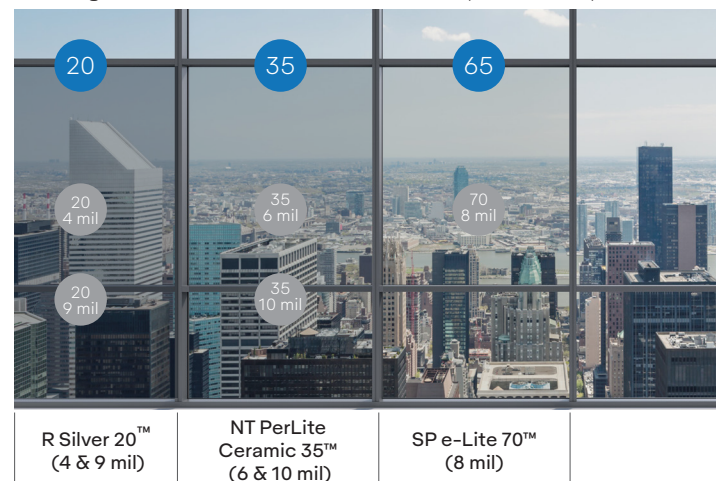 20
35
65
20
4 mil
35
6 mil
70
8 mil
20
9 mil
35
10 mil
R Silver 20™
(4 & 9 mil)
NT PerLite
Ceramic 35™
(6 & 10 mil)
SP e-Lite 70™
(8 mil)